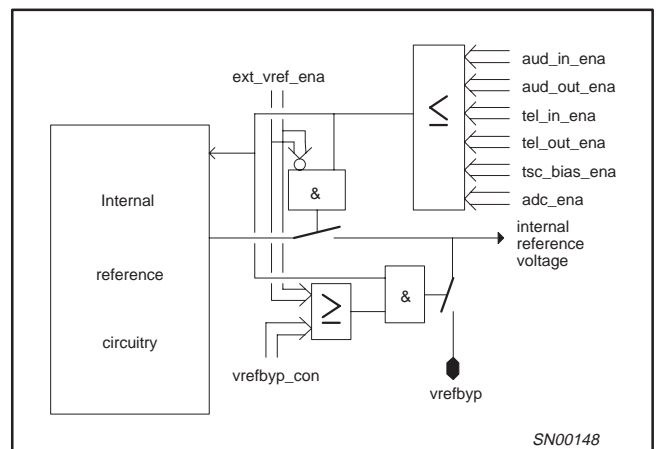 ext_vref_ena
≤
aud_in_ena
aud_out_ena
tel_in_ena
tel_out_ena
tsc_bias_ena
adc_ena
Internal
reference
circuitry
&
internal
reference
voltage
≥
&
vrefbyp_con
vrefbyp
SN00148